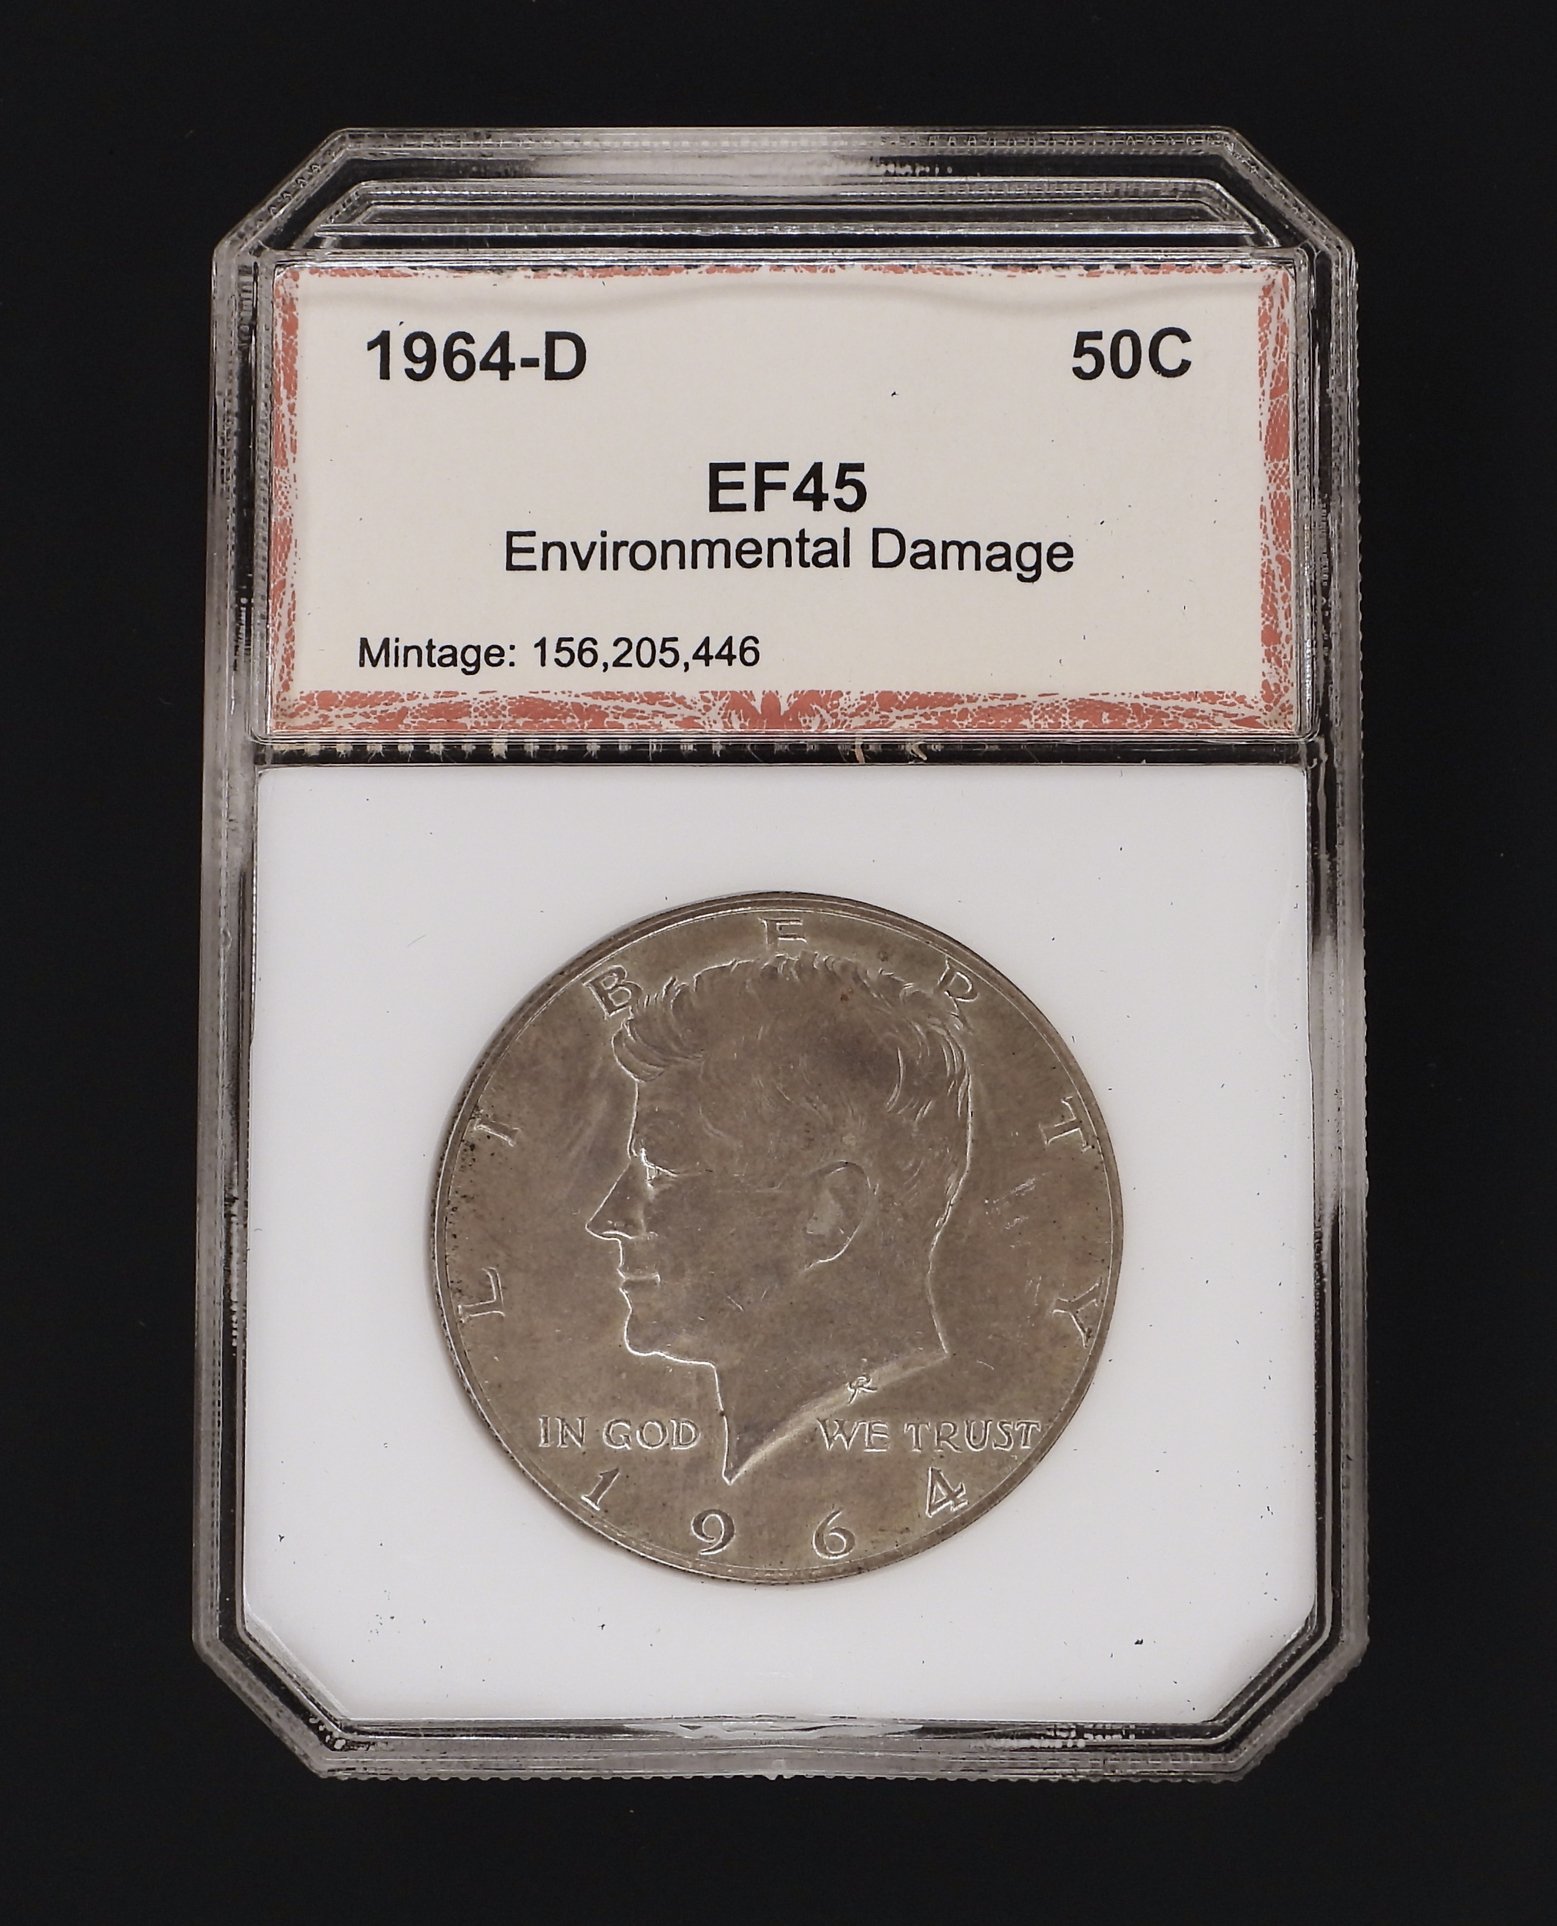 1964-D 50C
EF45
Environmental Damage
Mintage: 156,205,446
LIBERTY
IN GOD WE TRUST
1964